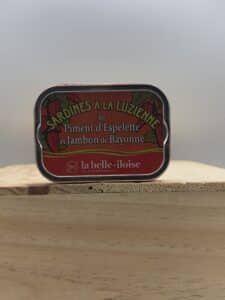 SARDINES A LA LUZIENNE
au
Piment d'Espelette
et Jambon de Bayonne
la belle-iloise